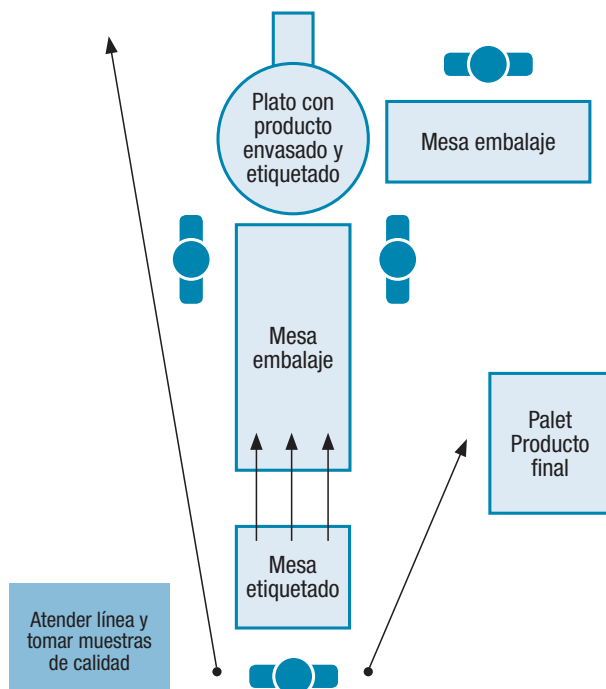 Plato con
producto
envasado y
etiquetado
Mesa embalaje
Mesa
embalaje
Palet
Producto
final
Mesa
etiquetado
Atender línea y
tomar muestras
de calidad